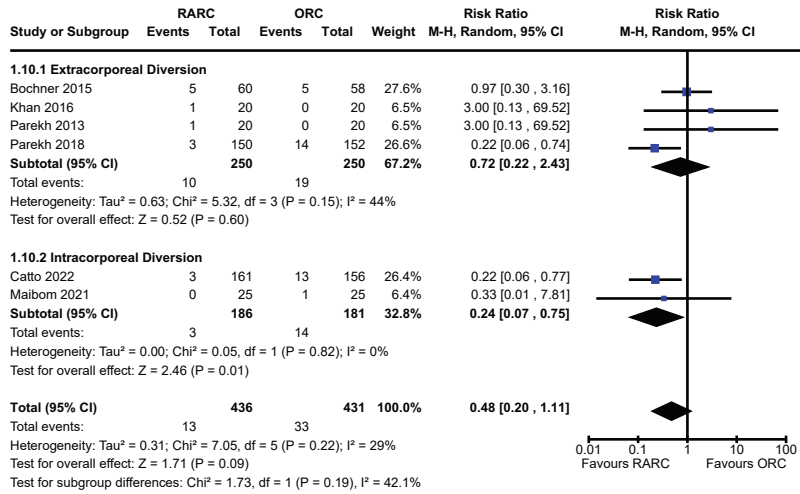 RARC ORC Risk Ratio Risk Ratio
Study or Subgroup Events Total Events Total Weight M-H, Random, 95% CI M-H, Random, 95% CI
1.10.1 Extracorporeal Diversion
Bochner 2015 5 60 5 58 27.6% 0.97 [0.30 , 3.16]
Khan 2016 1 20 0 20 6.5% 3.00 [0.13 , 69.52]
Parekh 2013 1 20 0 20 6.5% 3.00 [0.13 , 69.52]
Parekh 2018 3 150 14 152 26.6% 0.22 [0.06 , 0.74]
Subtotal (95% CI) 250 250 67.2% 0.72 [0.22 , 2.43]
Total events: 10 19
Heterogeneity: Tau² = 0.63; Chi² = 5.32, df = 3 (P = 0.15); I² = 44%
Test for overall effect: Z = 0.52 (P = 0.60)
1.10.2 Intracorporeal Diversion
Catto 2022 3 161 13 156 26.4% 0.22 [0.06 , 0.77]
Maibom 2021 0 25 1 25 6.4% 0.33 [0.01 , 7.81]
Subtotal (95% CI) 186 181 32.8% 0.24 [0.07 , 0.75]
Total events: 3 14
Heterogeneity: Tau² = 0.00; Chi² = 0.05, df = 1 (P = 0.82); I² = 0%
Test for overall effect: Z = 2.46 (P = 0.01)
Total (95% CI) 436 431 100.0% 0.48 [0.20 , 1.11]
Total events: 13 33
Heterogeneity: Tau² = 0.31; Chi² = 7.05, df = 5 (P = 0.22); I² = 29%
Test for overall effect: Z = 1.71 (P = 0.09)
Test for subgroup differences: Chi² = 1.73, df = 1 (P = 0.19), I² = 42.1%
0.01 0.1 1 10 100
Favours RARC Favours ORC